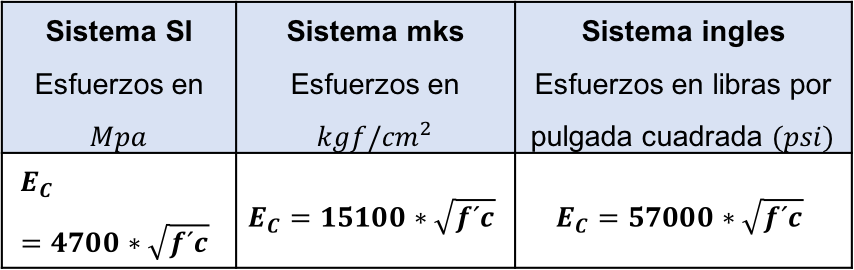 Sistema SI
Esfuerzos en
Mpa
Sistema mks
Esfuerzos en
kgf/cm²
Sistema ingles
Esfuerzos en libras por
pulgada cuadrada (psi)
E_C
= 4700 * √f´c
E_C = 15100 * √f´c
E_C = 57000 * √f´c